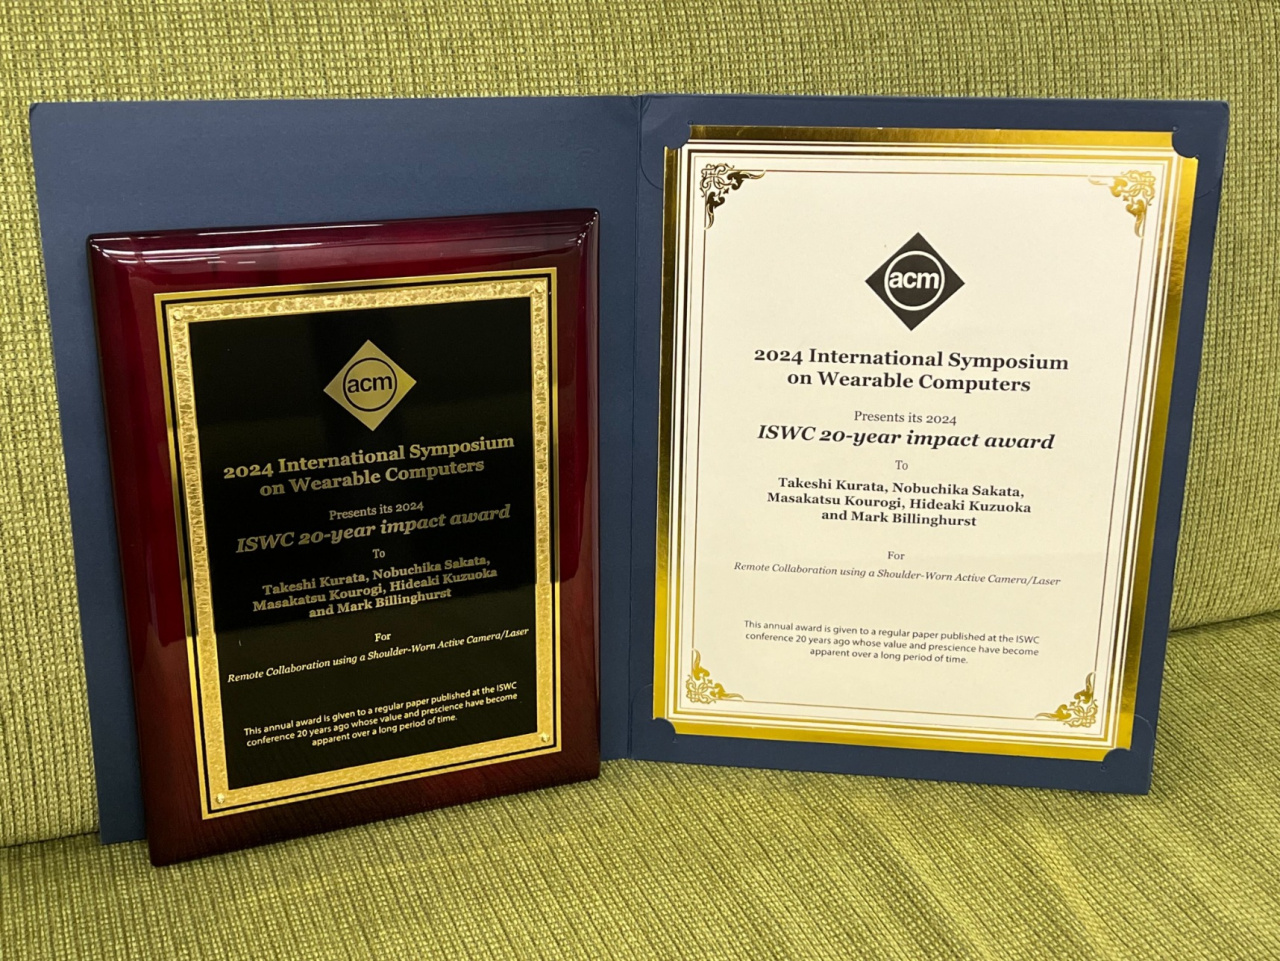 acm
2024 International Symposium
on Wearable Computers
Presents its 2024
ISWC 20-year impact award
To
Takeshi Kurata, Nobuchika Sakata,
Masakatsu Kourogi, Hideaki Kuzuoka
and Mark Billinghurst
For
Remote Collaboration using a Shoulder-Worn Active Camera/Laser
This annual award is given to a regular paper published at the ISWC
conference 20 years ago whose value and prescience have become
apparent over a long period of time.
acm
2024 International Symposium
on Wearable Computers
Presents its 2024
ISWC 20-year impact award
To
Takeshi Kurata, Nobuchika Sakata,
Masakatsu Kourogi, Hideaki Kuzuoka
and Mark Billinghurst
For
Remote Collaboration using a Shoulder-Worn Active Camera/Laser
This annual award is given to a regular paper published at the ISWC
conference 20 years ago whose value and prescience have become
apparent over a long period of time.